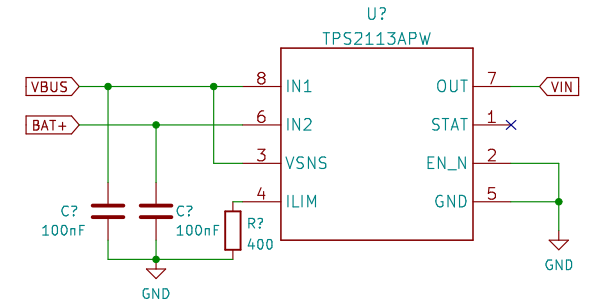 U?
TPS2113APW
VBUS
8
IN1
OUT
7
VIN
BAT+
6
IN2
STAT
1
3
VSNS
EN_N
2
4
ILIM
GND
5
C?
100nF
C?
100nF
R?
400
GND
GND